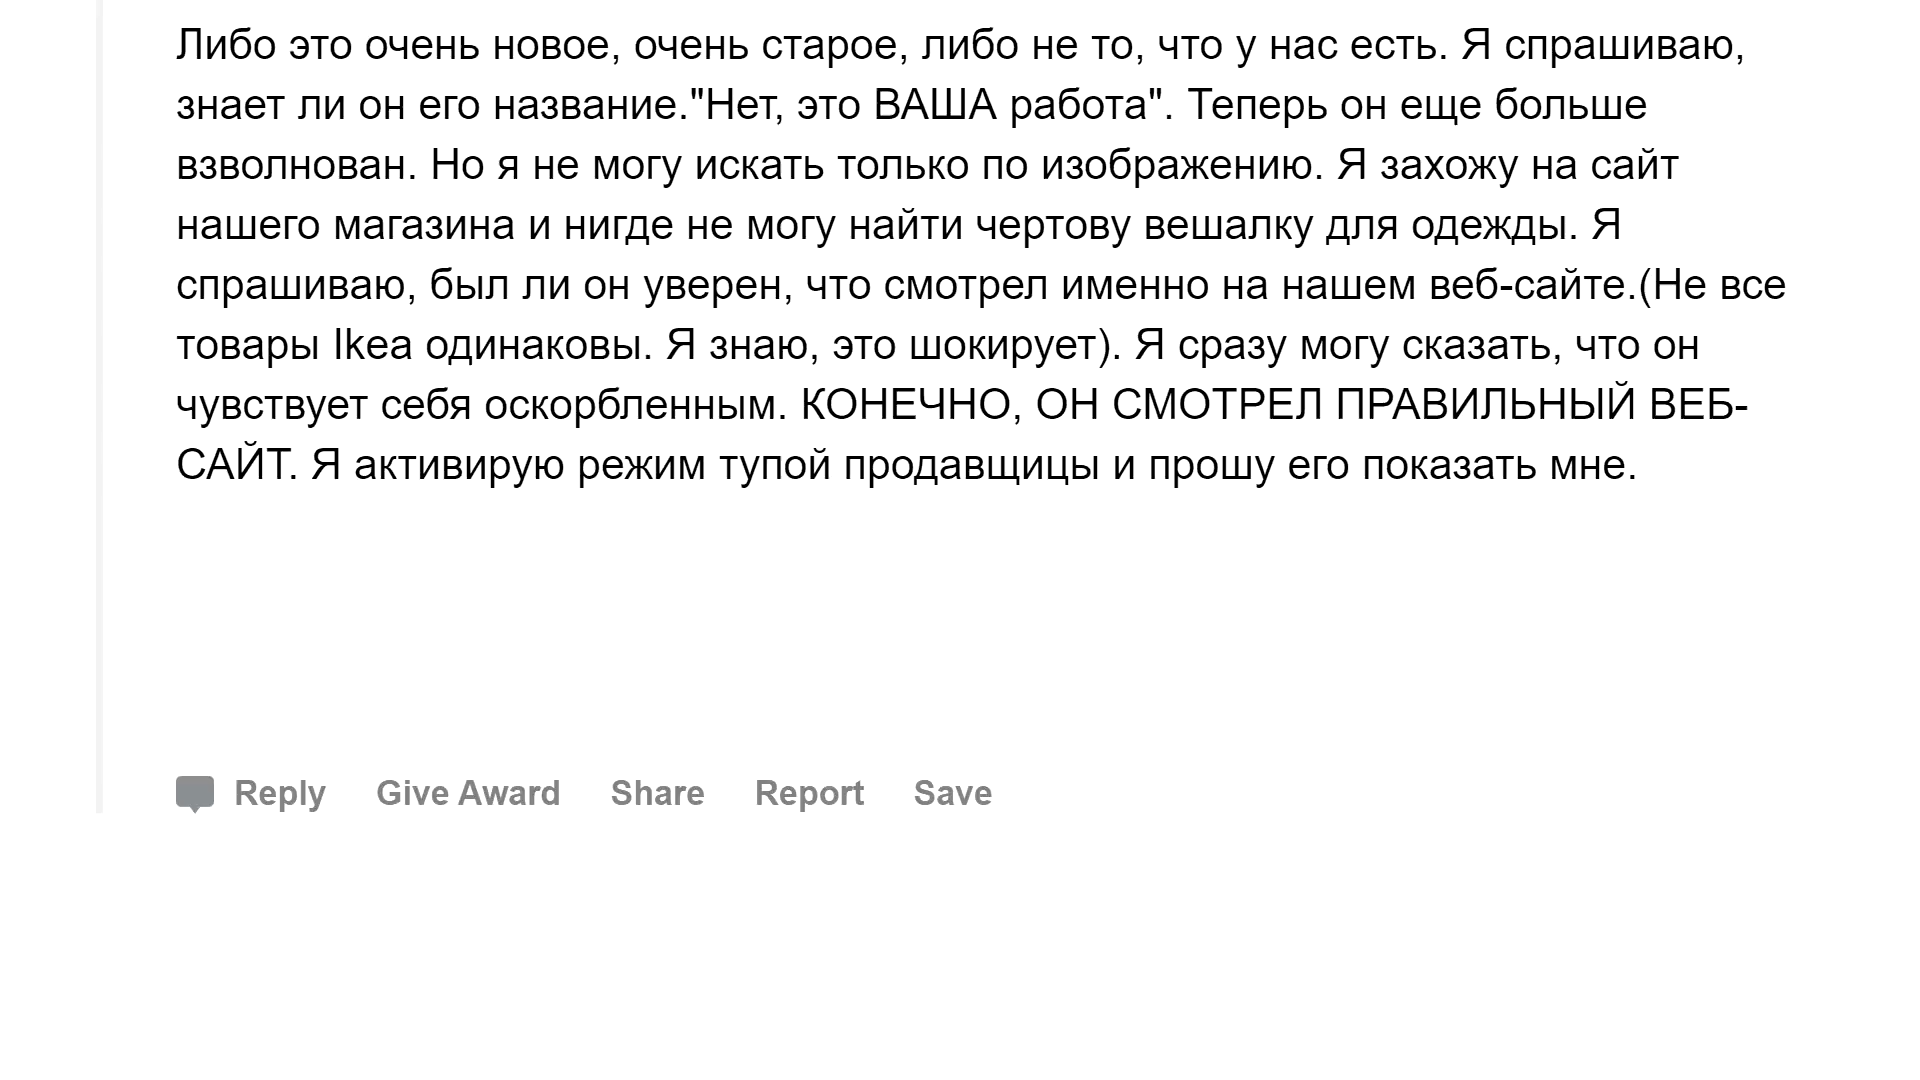 Либо это очень новое, очень старое, либо не то, что у нас есть. Я спрашиваю,
знает ли он его название."Нет, это ВАША работа". Теперь он еще больше
взволнован. Но я не могу искать только по изображению. Я захожу на сайт
нашего магазина и нигде не могу найти чертову вешалку для одежды. Я
спрашиваю, был ли он уверен, что смотрел именно на нашем веб-сайте.(Не все
товары Ikea одинаковы. Я знаю, это шокирует). Я сразу могу сказать, что он
чувствует себя оскорбленным. КОНЕЧНО, ОН СМОТРЕЛ ПРАВИЛЬНЫЙ ВЕБ-
САЙТ. Я активирую режим тупой продавщицы и прошу его показать мне.
Reply Give Award Share Report Save